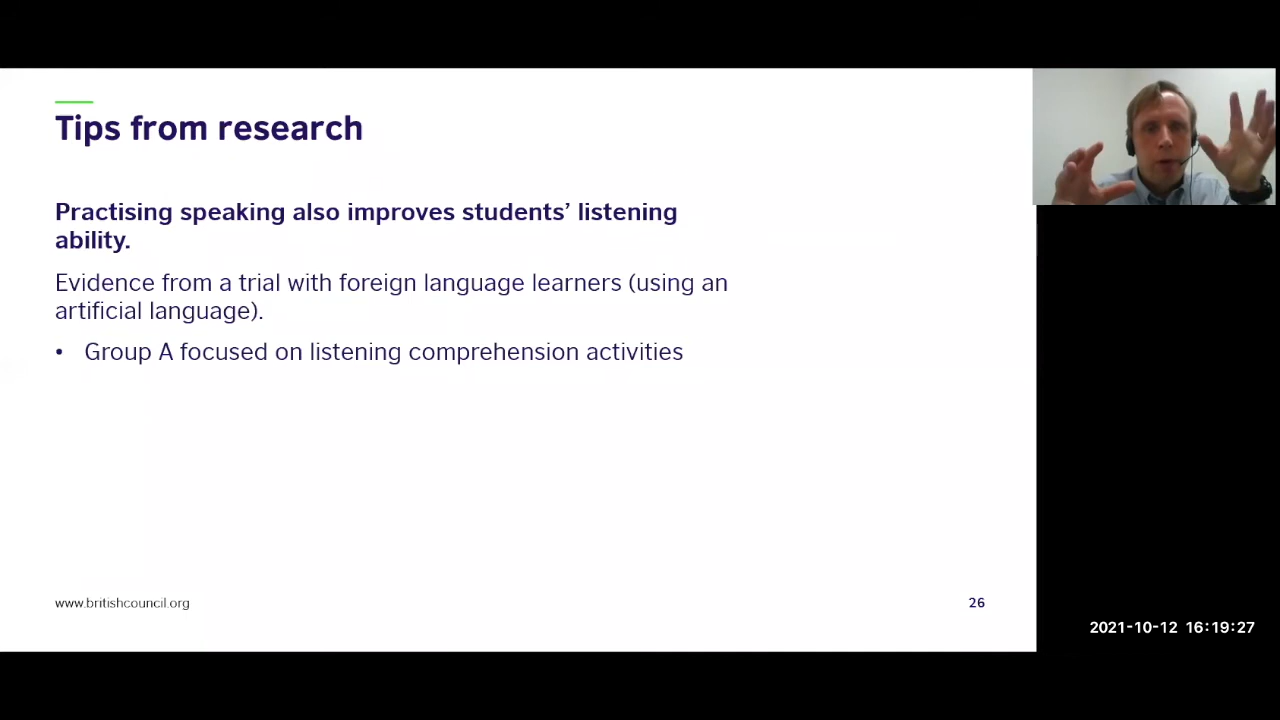 Tips from research
Practising speaking also improves students’ listening
ability.
Evidence from a trial with foreign language learners (using an
artificial language).
• Group A focused on listening comprehension activities
www.britishcouncil.org
26
2021-10-12 16:19:27